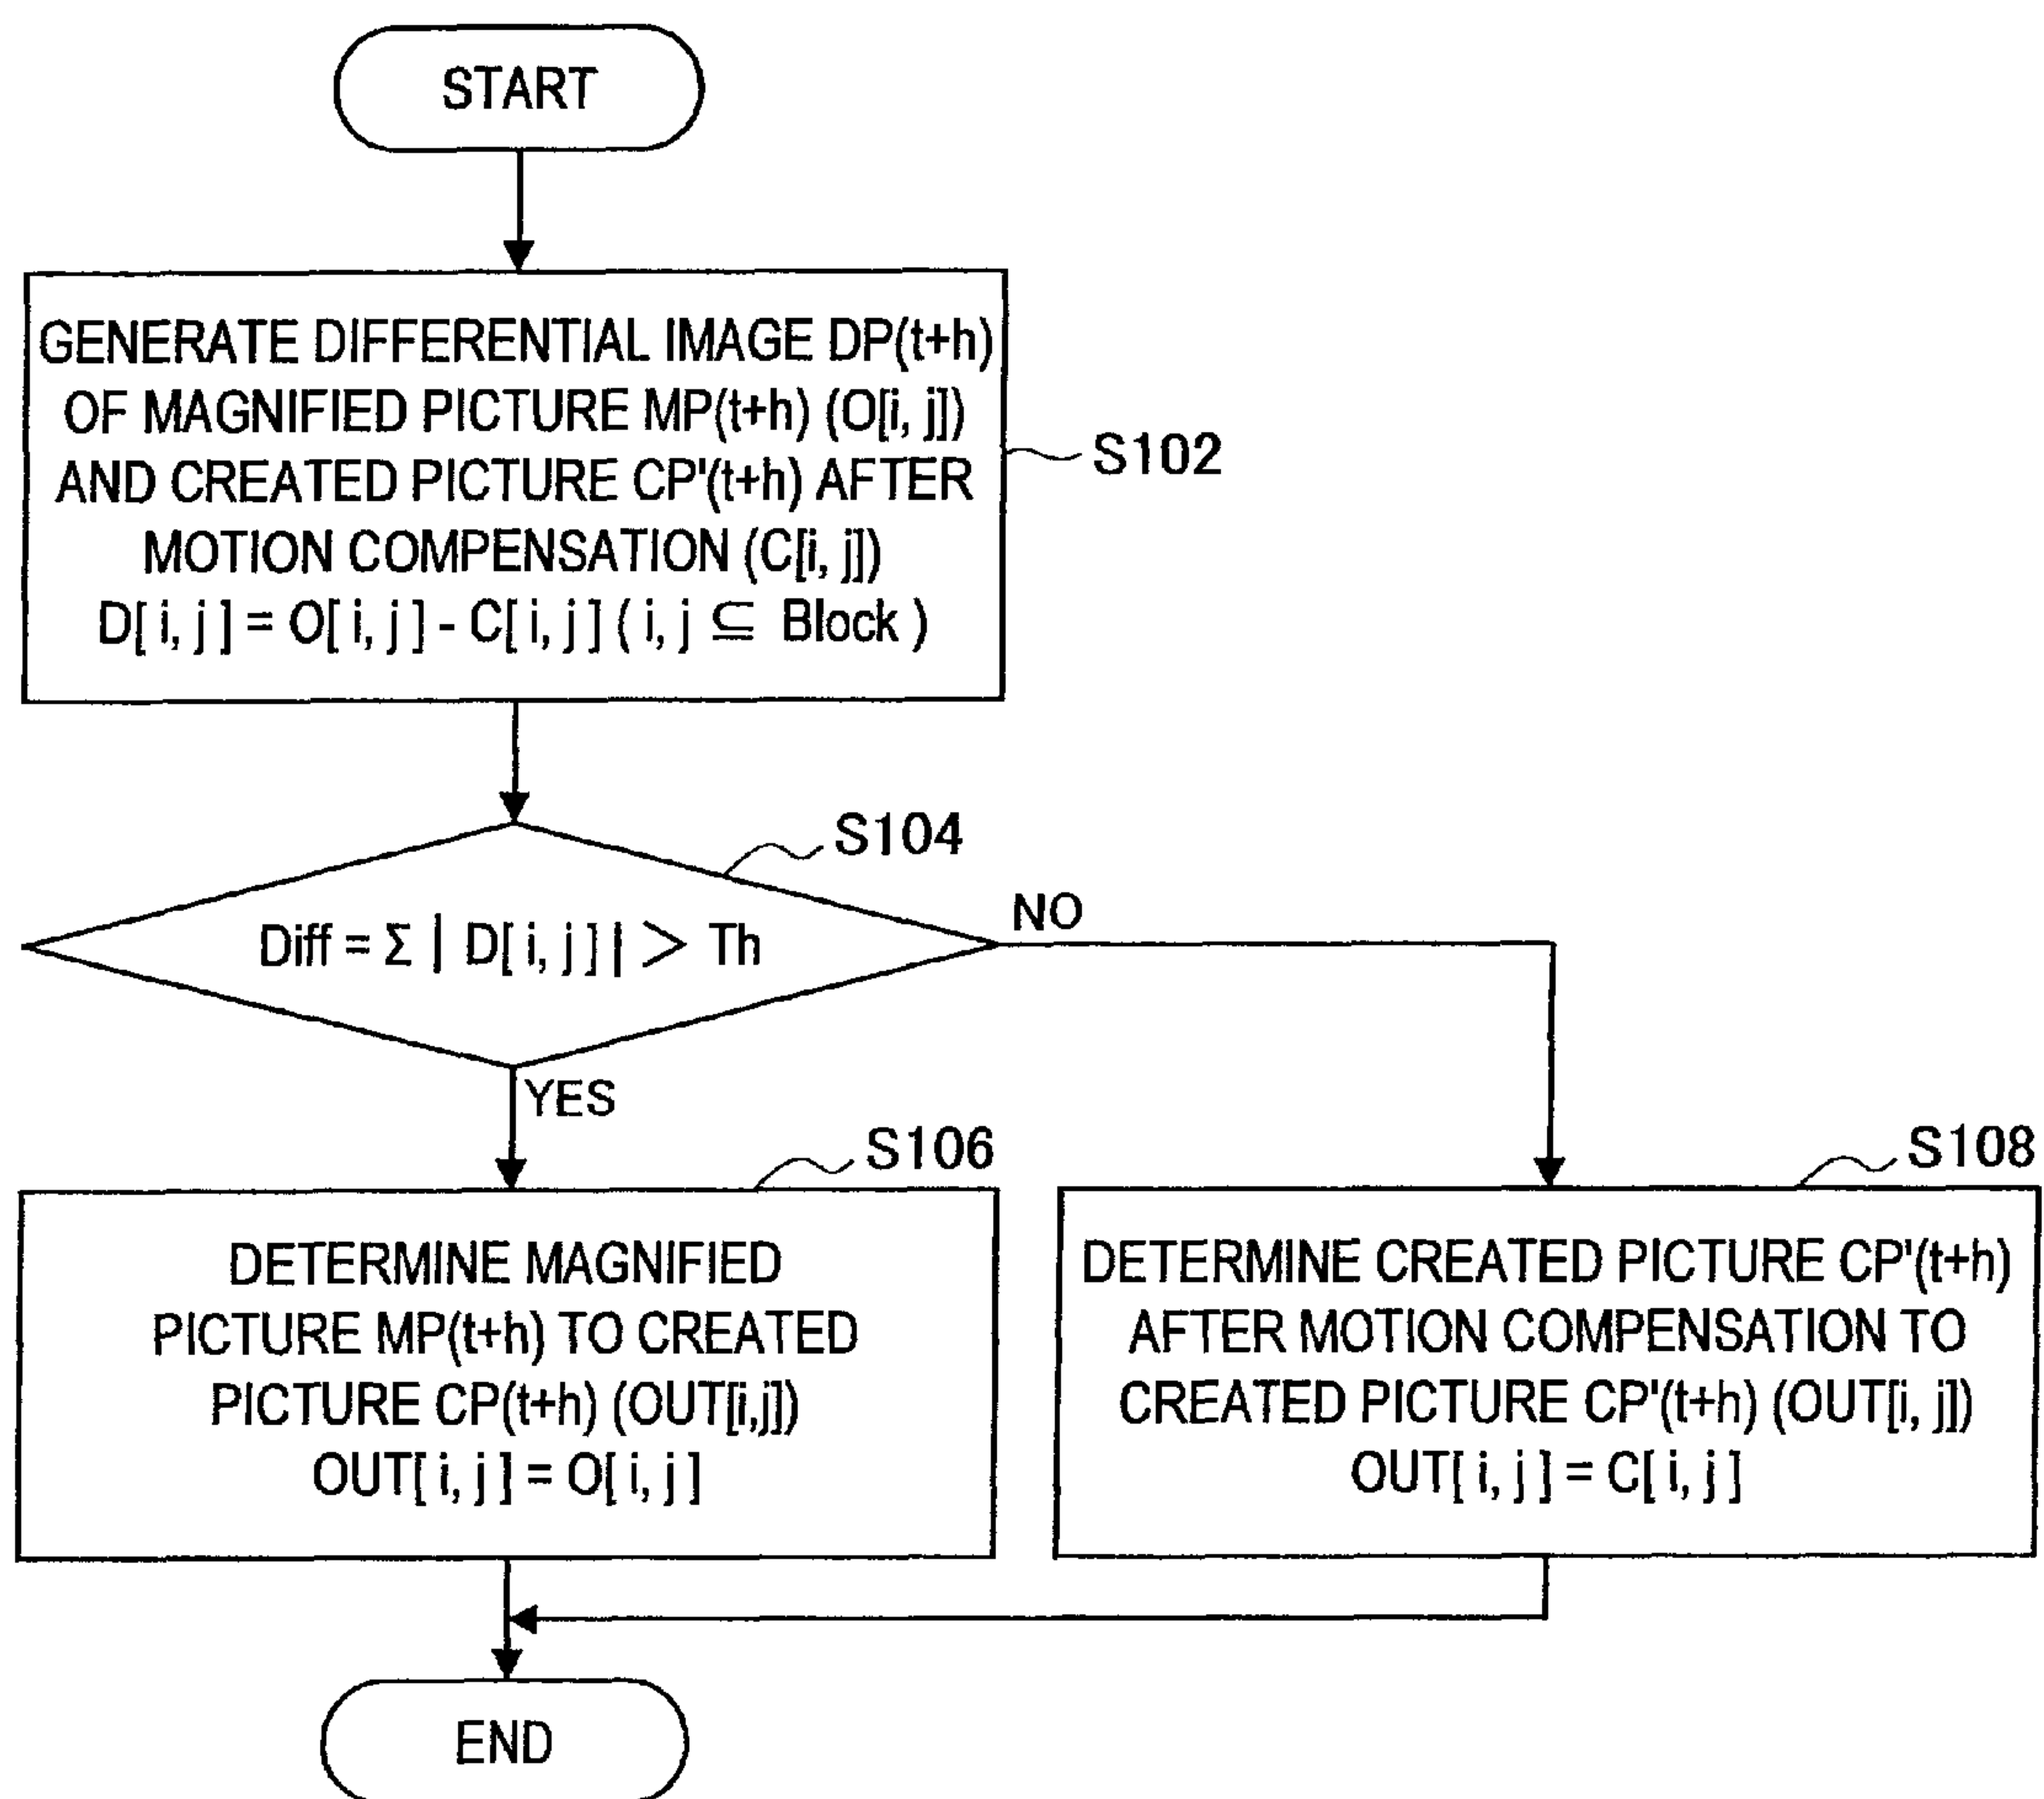 START
GENERATE DIFFERENTIAL IMAGE DP(t+h)
OF MAGNIFIED PICTURE MP(t+h) (O[i, j])
AND CREATED PICTURE CP'(t+h) AFTER
MOTION COMPENSATION (C[i, j])
D[ i, j ] = O[ i, j ] - C[ i, j ] ( i, j ⊆ Block )
S102
S104
Diff = Σ | D[ i, j ] | > Th
NO
YES
S106
DETERMINE MAGNIFIED
PICTURE MP(t+h) TO CREATED
PICTURE CP(t+h) (OUT[i,j])
OUT[ i, j ] = O[ i, j ]
S108
DETERMINE CREATED PICTURE CP'(t+h)
AFTER MOTION COMPENSATION TO
CREATED PICTURE CP'(t+h) (OUT[i, j])
OUT[ i, j ] = C[ i, j ]
END